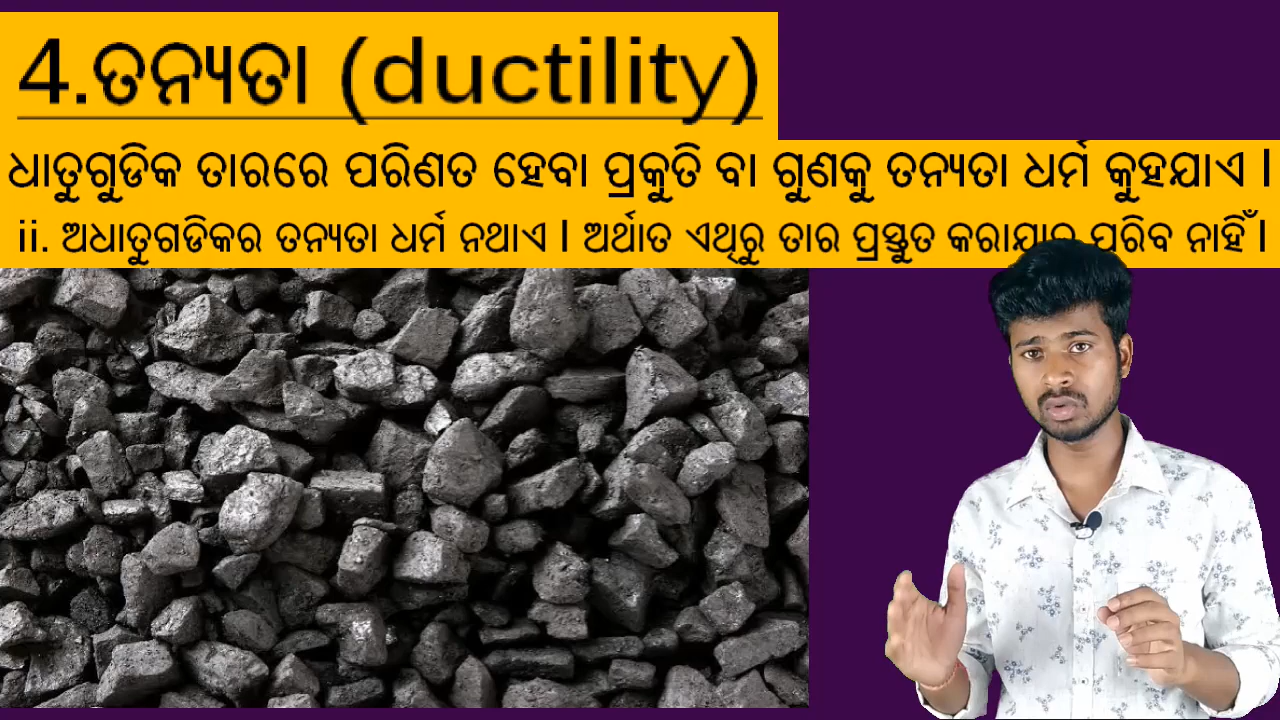 4.ତନ୍ୟତା (ductility)
ଧାତୁଗୁଡିକ ତାରରେ ପରିଣତ ହେବା ପ୍ରକୃତି ବା ଗୁଣକୁ ତନ୍ୟତା ଧର୍ମ କୁହଯାଏ ।
ii. ଅଧାତୁଗଡିକର ତନ୍ୟତା ଧର୍ମ ନଥାଏ । ଅର୍ଥାତ ଏଥିରୁ ତାର ପ୍ରସ୍ତୁତ ନାହିଁ।